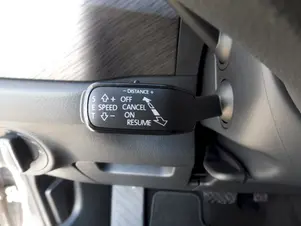 - DISTANCE +
S + OFF
E SPEED CANCEL
T - ON
RESUME